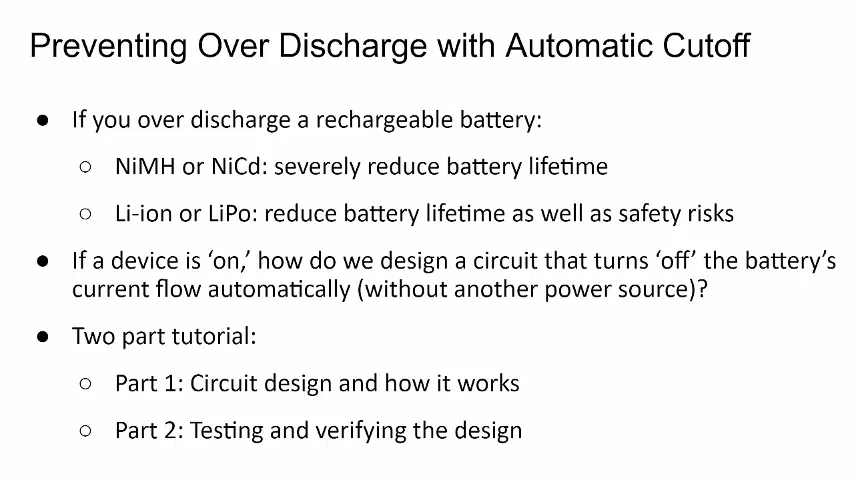 Preventing Over Discharge with Automatic Cutoff
● If you over discharge a rechargeable battery:
○ NiMH or NiCd: severely reduce battery lifetime
○ Li-ion or LiPo: reduce battery lifetime as well as safety risks
● If a device is ‘on,’ how do we design a circuit that turns ‘off’ the battery’s
current flow automatically (without another power source)?
● Two part tutorial:
○ Part 1: Circuit design and how it works
○ Part 2: Testing and verifying the design